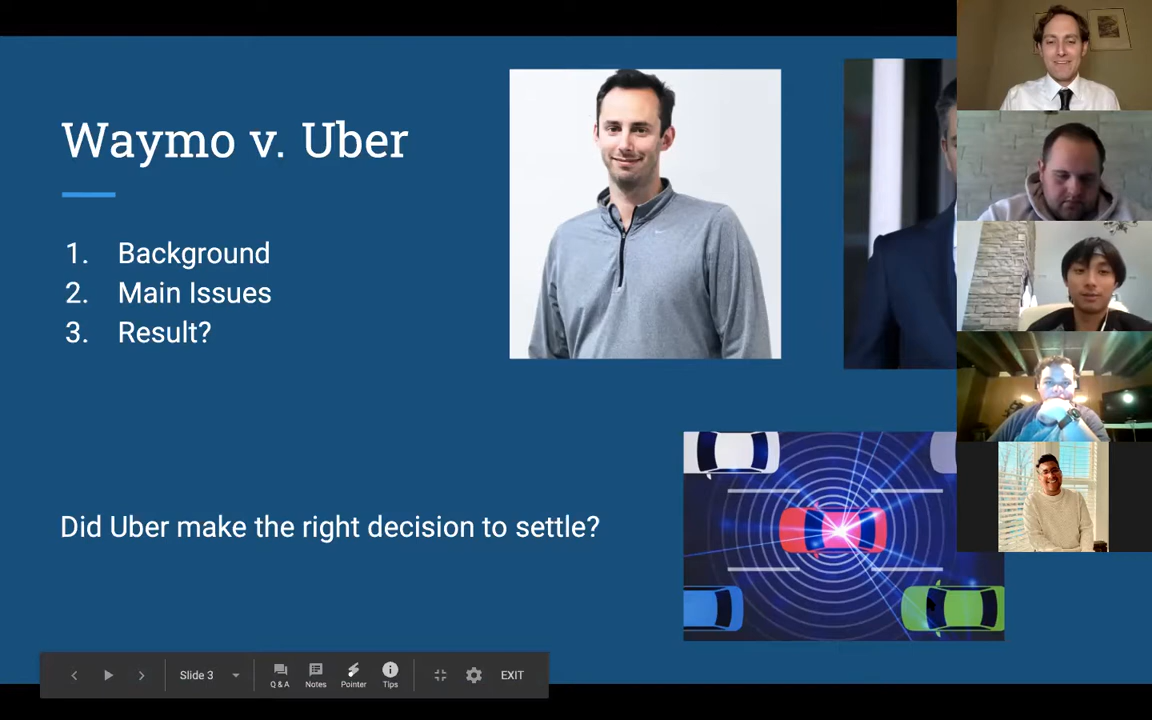 Waymo v. Uber
1. Background
2. Main Issues
3. Result?
Did Uber make the right decision to settle?
Slide 3
Q & A
Notes
Pointer
Tips
EXIT